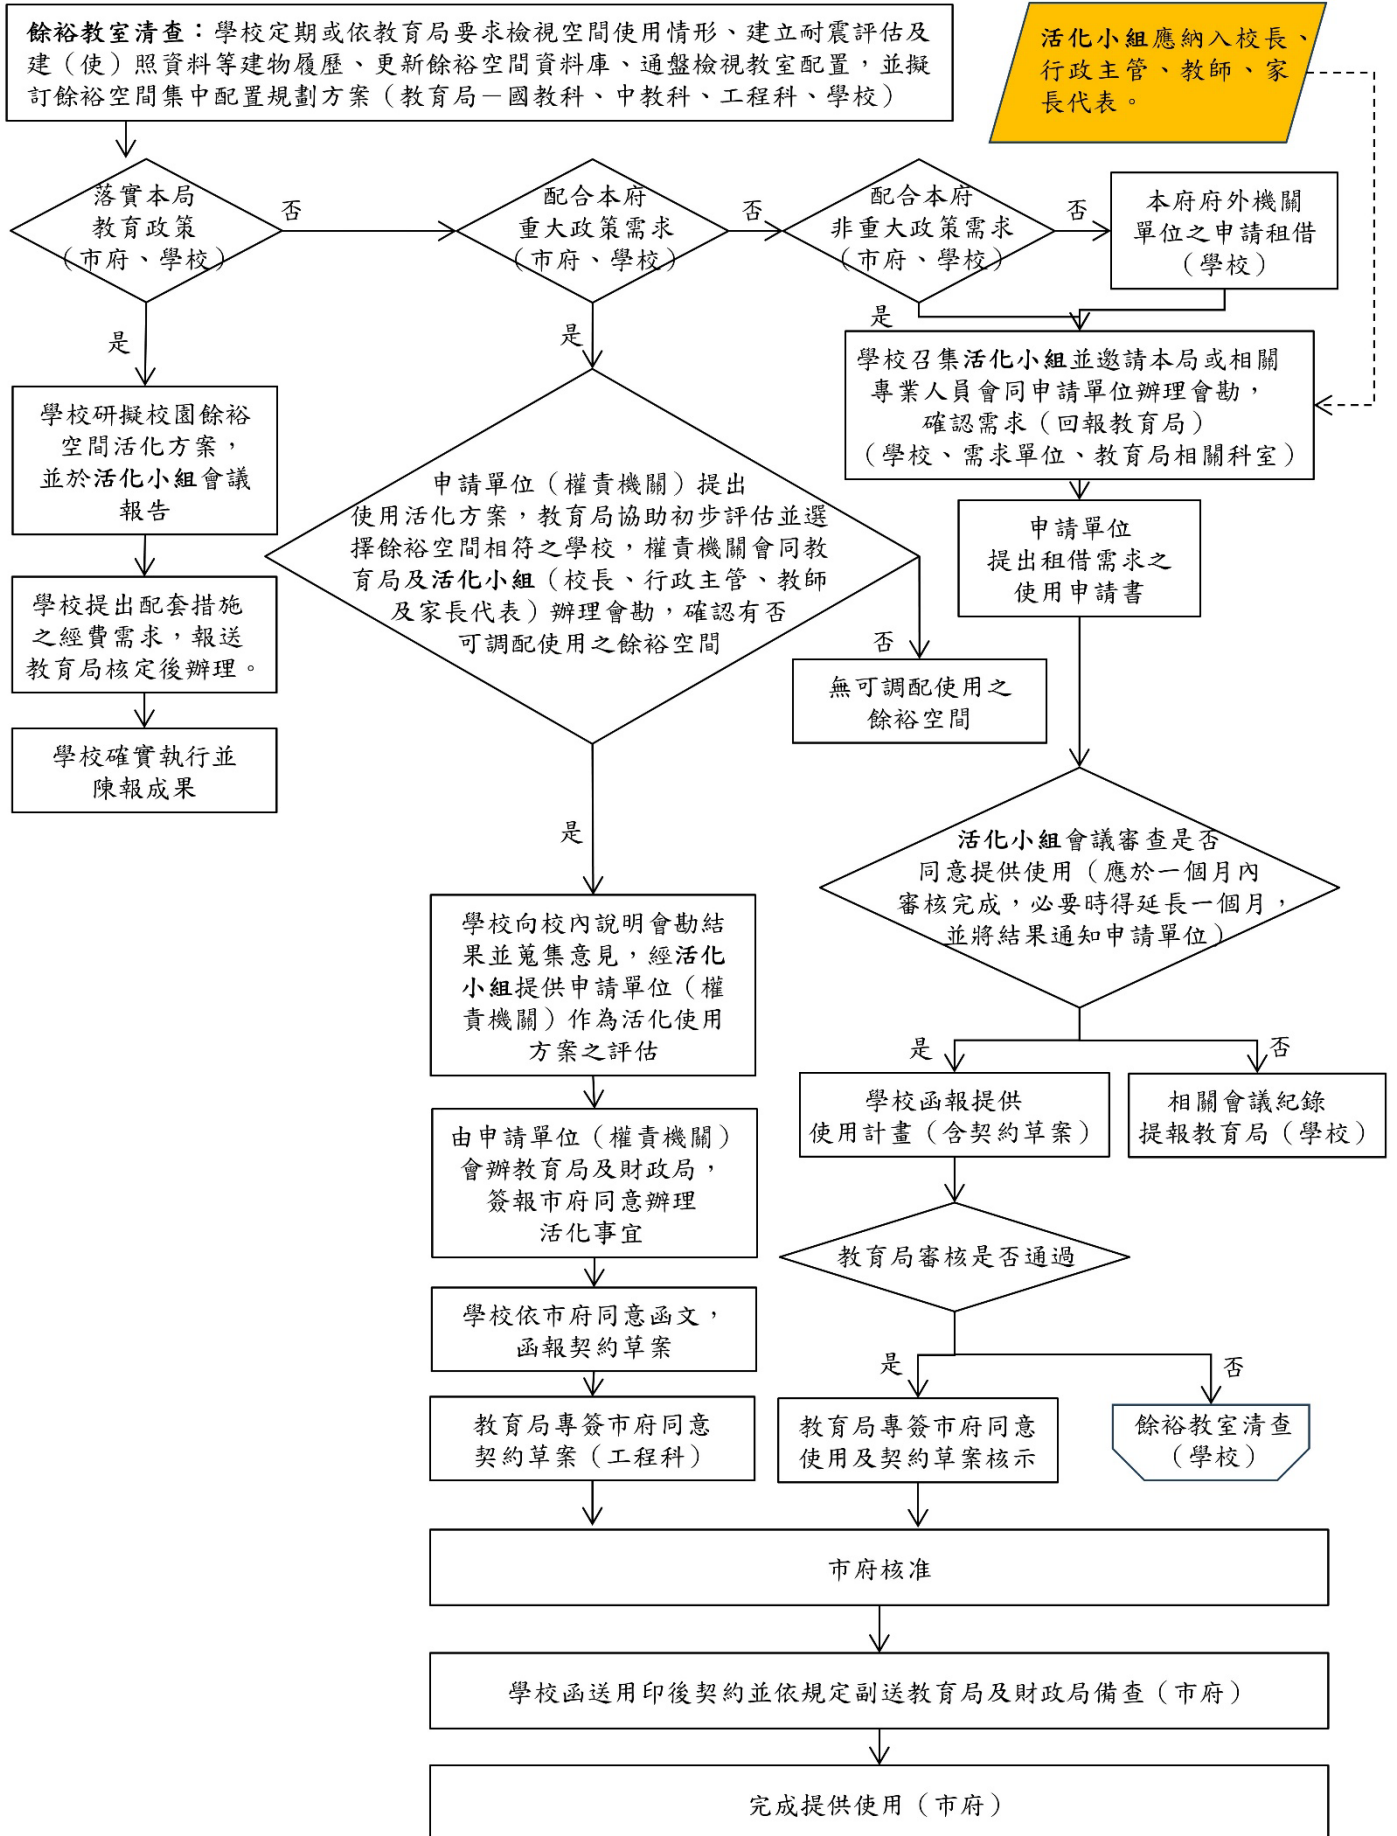 餘裕教室清查：學校定期或依教育局要求檢視空間使用情形、建立耐震評估及
建（使）照資料等建物履歷、更新餘裕空間資料庫、通盤檢視教室配置，並擬
訂餘裕空間集中配置規劃方案（教育局－國教科、中教科、工程科、學校）
活化小組應納入校長、
行政主管、教師、家
長代表。
落實本局
教育政策
（市府、學校）
否
配合本府
重大政策需求
（市府、學校）
否
配合本府
非重大政策需求
（市府、學校）
否
本府府外機關
單位之申請租借
（學校）
是
是
是
學校研擬校園餘裕
空間活化方案，
並於活化小組會議
報告
學校提出配套措施
之經費需求，報送
教育局核定後辦理。
學校確實執行並
陳報成果
申請單位（權責機關）提出
使用活化方案，教育局協助初步評估並選
擇餘裕空間相符之學校，權責機關會同教
育局及活化小組（校長、行政主管、教師
及家長代表）辦理會勘，確認有否
可調配使用之餘裕空間
否
無可調配使用之
餘裕空間
是
學校向校內說明會勘結
果並蒐集意見，經活化
小組提供申請單位（權
責機關）作為活化使用
方案之評估
由申請單位（權責機關）
會辦教育局及財政局，
簽報市府同意辦理
活化事宜
學校依市府同意函文，
函報契約草案
教育局專簽市府同意
契約草案（工程科）
學校召集活化小組並邀請本局或相關
專業人員會同申請單位辦理會勘，
確認需求（回報教育局）
（學校、需求單位、教育局相關科室）
申請單位
提出租借需求之
使用申請書
活化小組會議審查是否
同意提供使用（應於一個月內
審核完成，必要時得延長一個月，
並將結果通知申請單位）
是
否
學校函報提供
使用計畫（含契約草案）
相關會議紀錄
提報教育局（學校）
教育局審核是否通過
是
否
教育局專簽市府同意
使用及契約草案核示
餘裕教室清查
（學校）
市府核准
學校函送用印後契約並依規定副送教育局及財政局備查（市府）
完成提供使用（市府）